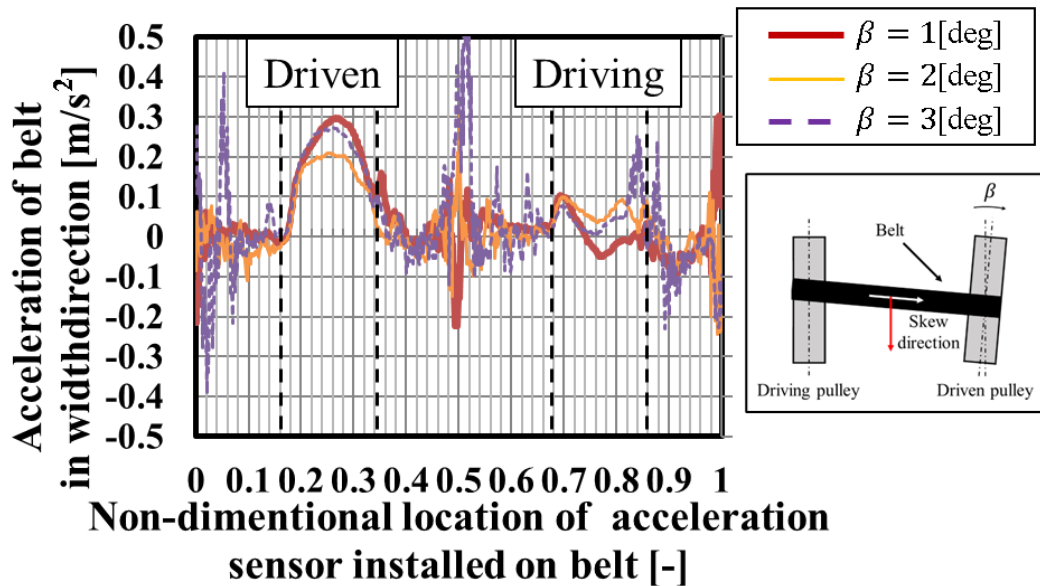 Acceleration of belt
in widthdirection [m/s²]
0.5
0.4
0.3
0.2
0.1
0
-0.1
-0.2
-0.3
-0.4
-0.5
Driven
Driving
0 0.1 0.2 0.3 0.4 0.5 0.6 0.7 0.8 0.9 1
Non-dimentional location of acceleration
sensor installed on belt [-]
β = 1[deg]
β = 2[deg]
β = 3[deg]
β
Belt
Skew
direction
Driving pulley
Driven pulley